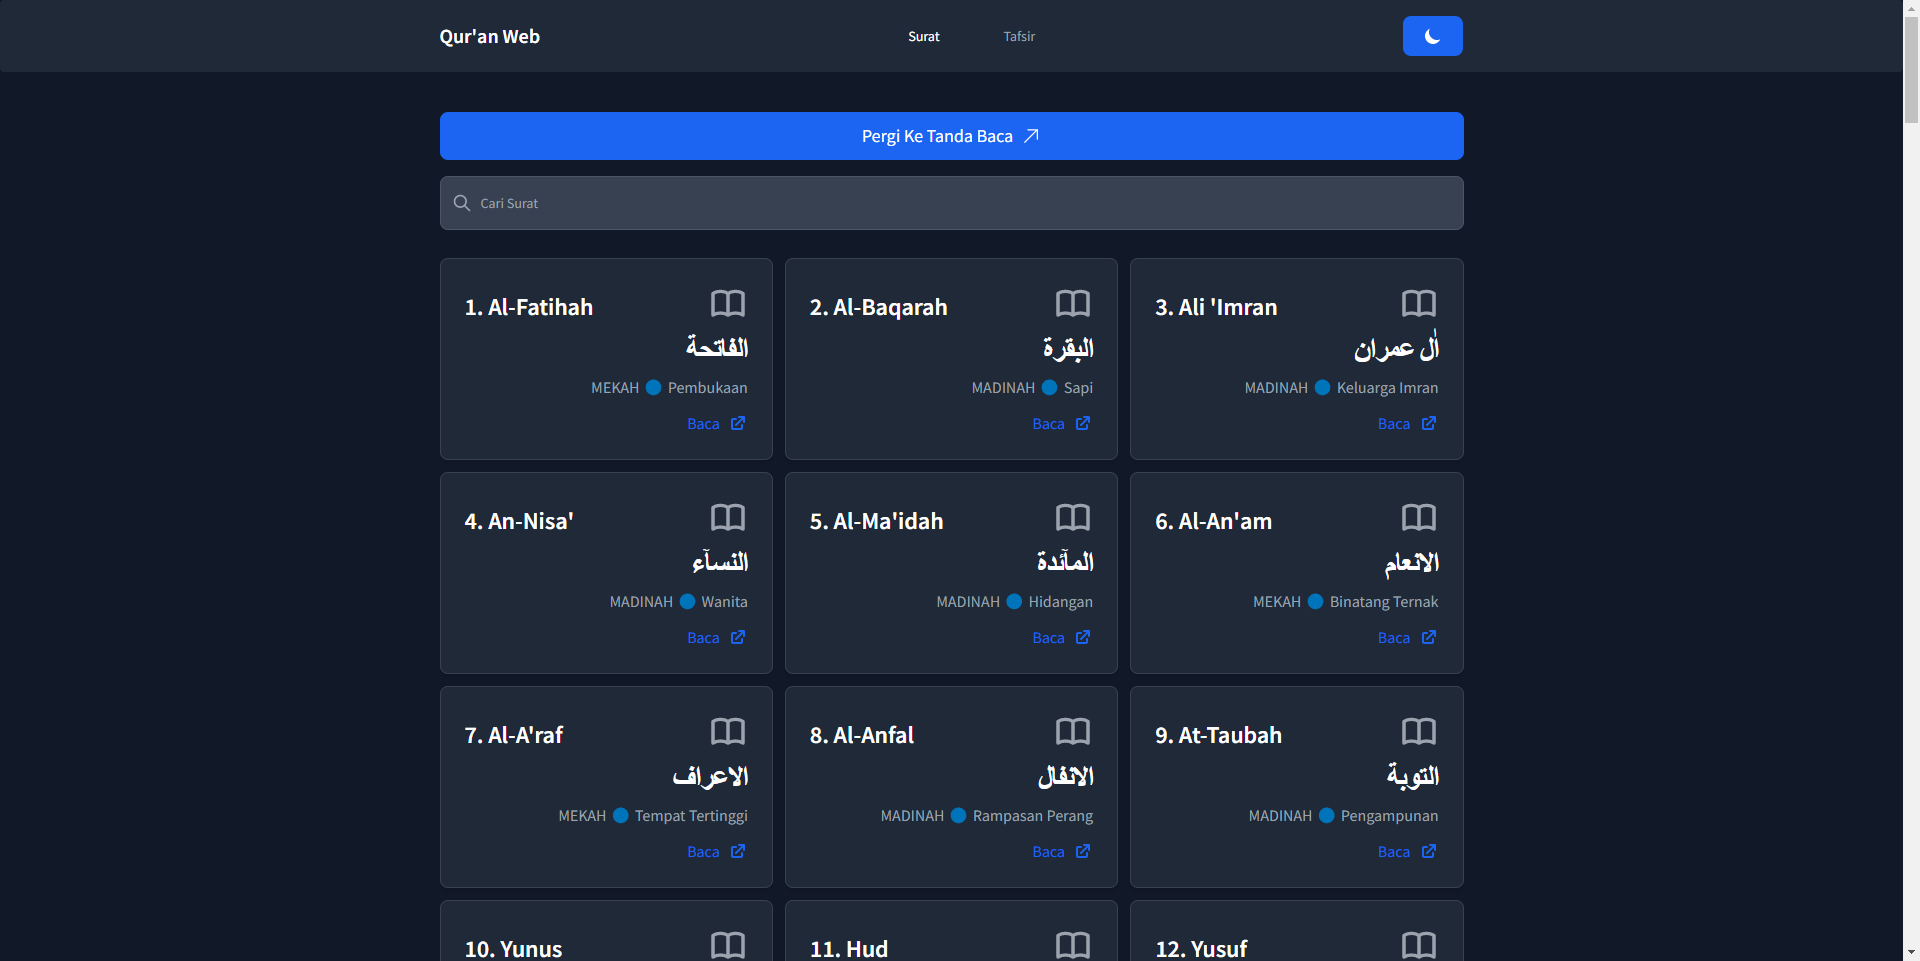 Qur'an Web
Surat
Tafsir
Pergi Ke Tanda Baca
Cari Surat
1. Al-Fatihah
الفاتحة
MEKAH Pembukaan
Baca
2. Al-Baqarah
البقرة
MADINAH Sapi
Baca
3. Ali 'Imran
اٰل عمران
MADINAH Keluarga Imran
Baca
4. An-Nisa'
النساۤء
MADINAH Wanita
Baca
5. Al-Ma'idah
الماۤئدة
MADINAH Hidangan
Baca
6. Al-An'am
الانعام
MEKAH Binatang Ternak
Baca
7. Al-A'raf
الاعراف
MEKAH Tempat Tertinggi
Baca
8. Al-Anfal
الانفال
MADINAH Rampasan Perang
Baca
9. At-Taubah
التوبة
MADINAH Pengampunan
Baca
10. Yunus
11. Hud
12. Yusuf